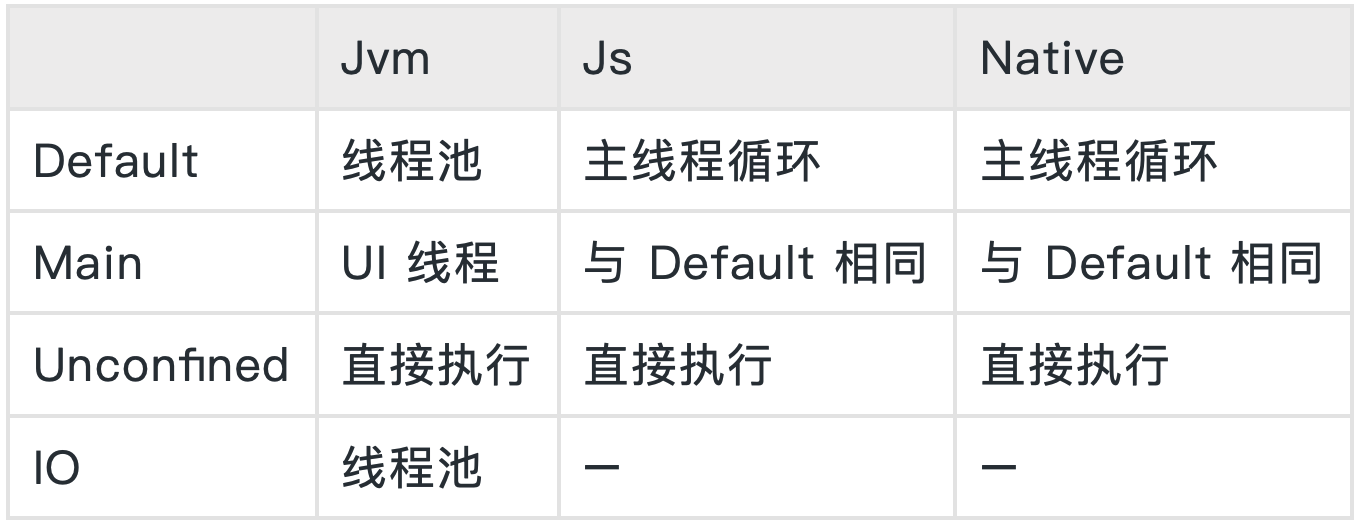 Jvm Js Native
Default 线程池 主线程循环 主线程循环
Main UI 线程 与 Default 相同 与 Default 相同
Unconfined 直接执行 直接执行 直接执行
IO 线程池 — —